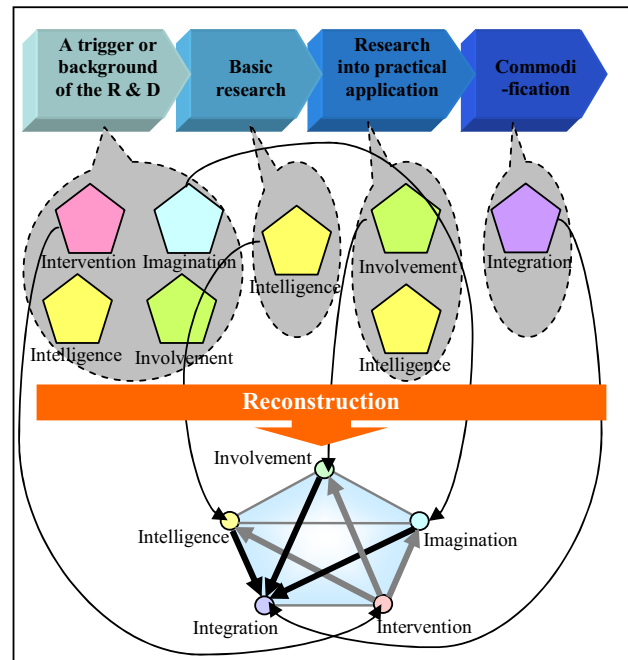 A trigger or
background
of the R & D
Basic
research
Research
into practical
application
Commodi
-fication
Intervention
Imagination
Intelligence
Involvement
Intelligence
Involvement
Intelligence
Integration
Reconstruction
Involvement
Intelligence
Imagination
Integration
Intervention